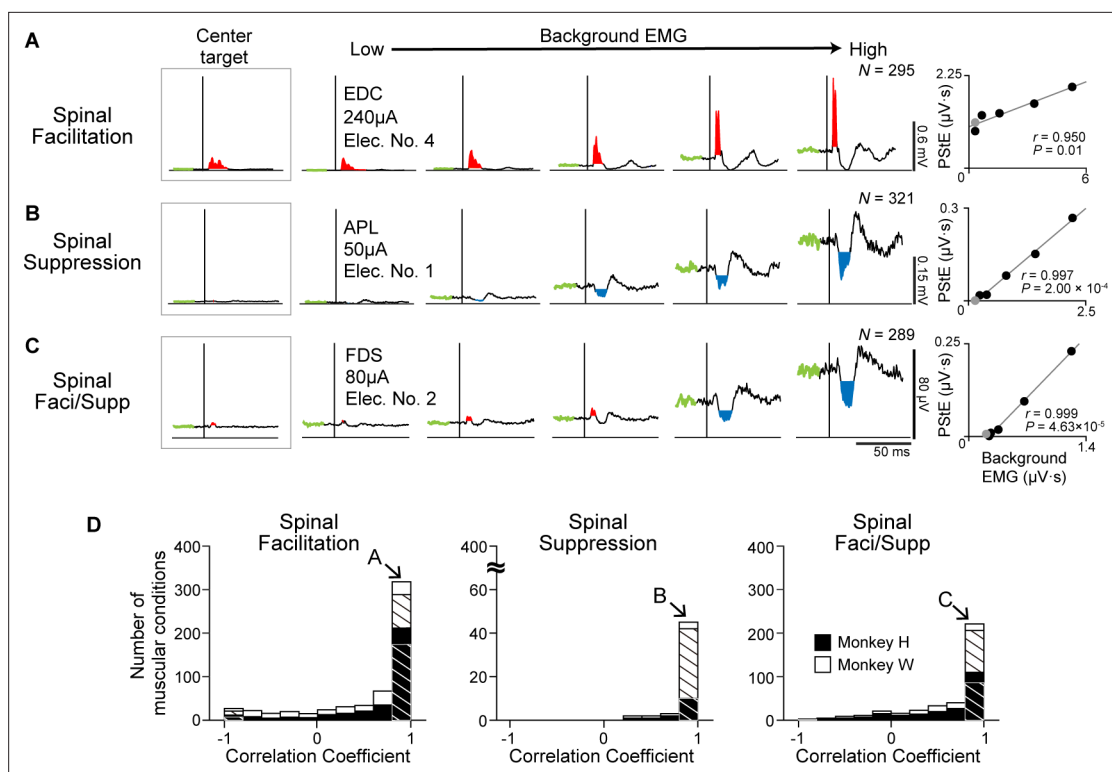 A
Center
target
Low
Background EMG
High
Spinal
Facilitation
EDC
240μA
Elec. No. 4
N = 295
0.6 mV
PStE (μV·s)
2.25
0
6
r = 0.950
P = 0.01
B
Spinal
Suppression
APL
50μA
Elec. No. 1
N = 321
0.15 mV
PStE (μV·s)
0.3
0
2.5
r = 0.997
P = 2.00 × 10⁻⁴
C
Spinal
Faci/Supp
FDS
80μA
Elec. No. 2
N = 289
80 μV
50 ms
PStE (μV·s)
0.25
0
1.4
r = 0.999
P = 4.63×10⁻⁵
Background
EMG (μV·s)
D
Spinal
Facilitation
Number of
muscular conditions
400
300
200
100
0
A
-1
0
1
Correlation Coefficient
Spinal
Suppression
400
60
40
20
0
B
-1
0
1
Correlation Coefficient
Spinal
Faci/Supp
400
300
200
100
0
C
Monkey H
Monkey W
-1
0
1
Correlation Coefficient